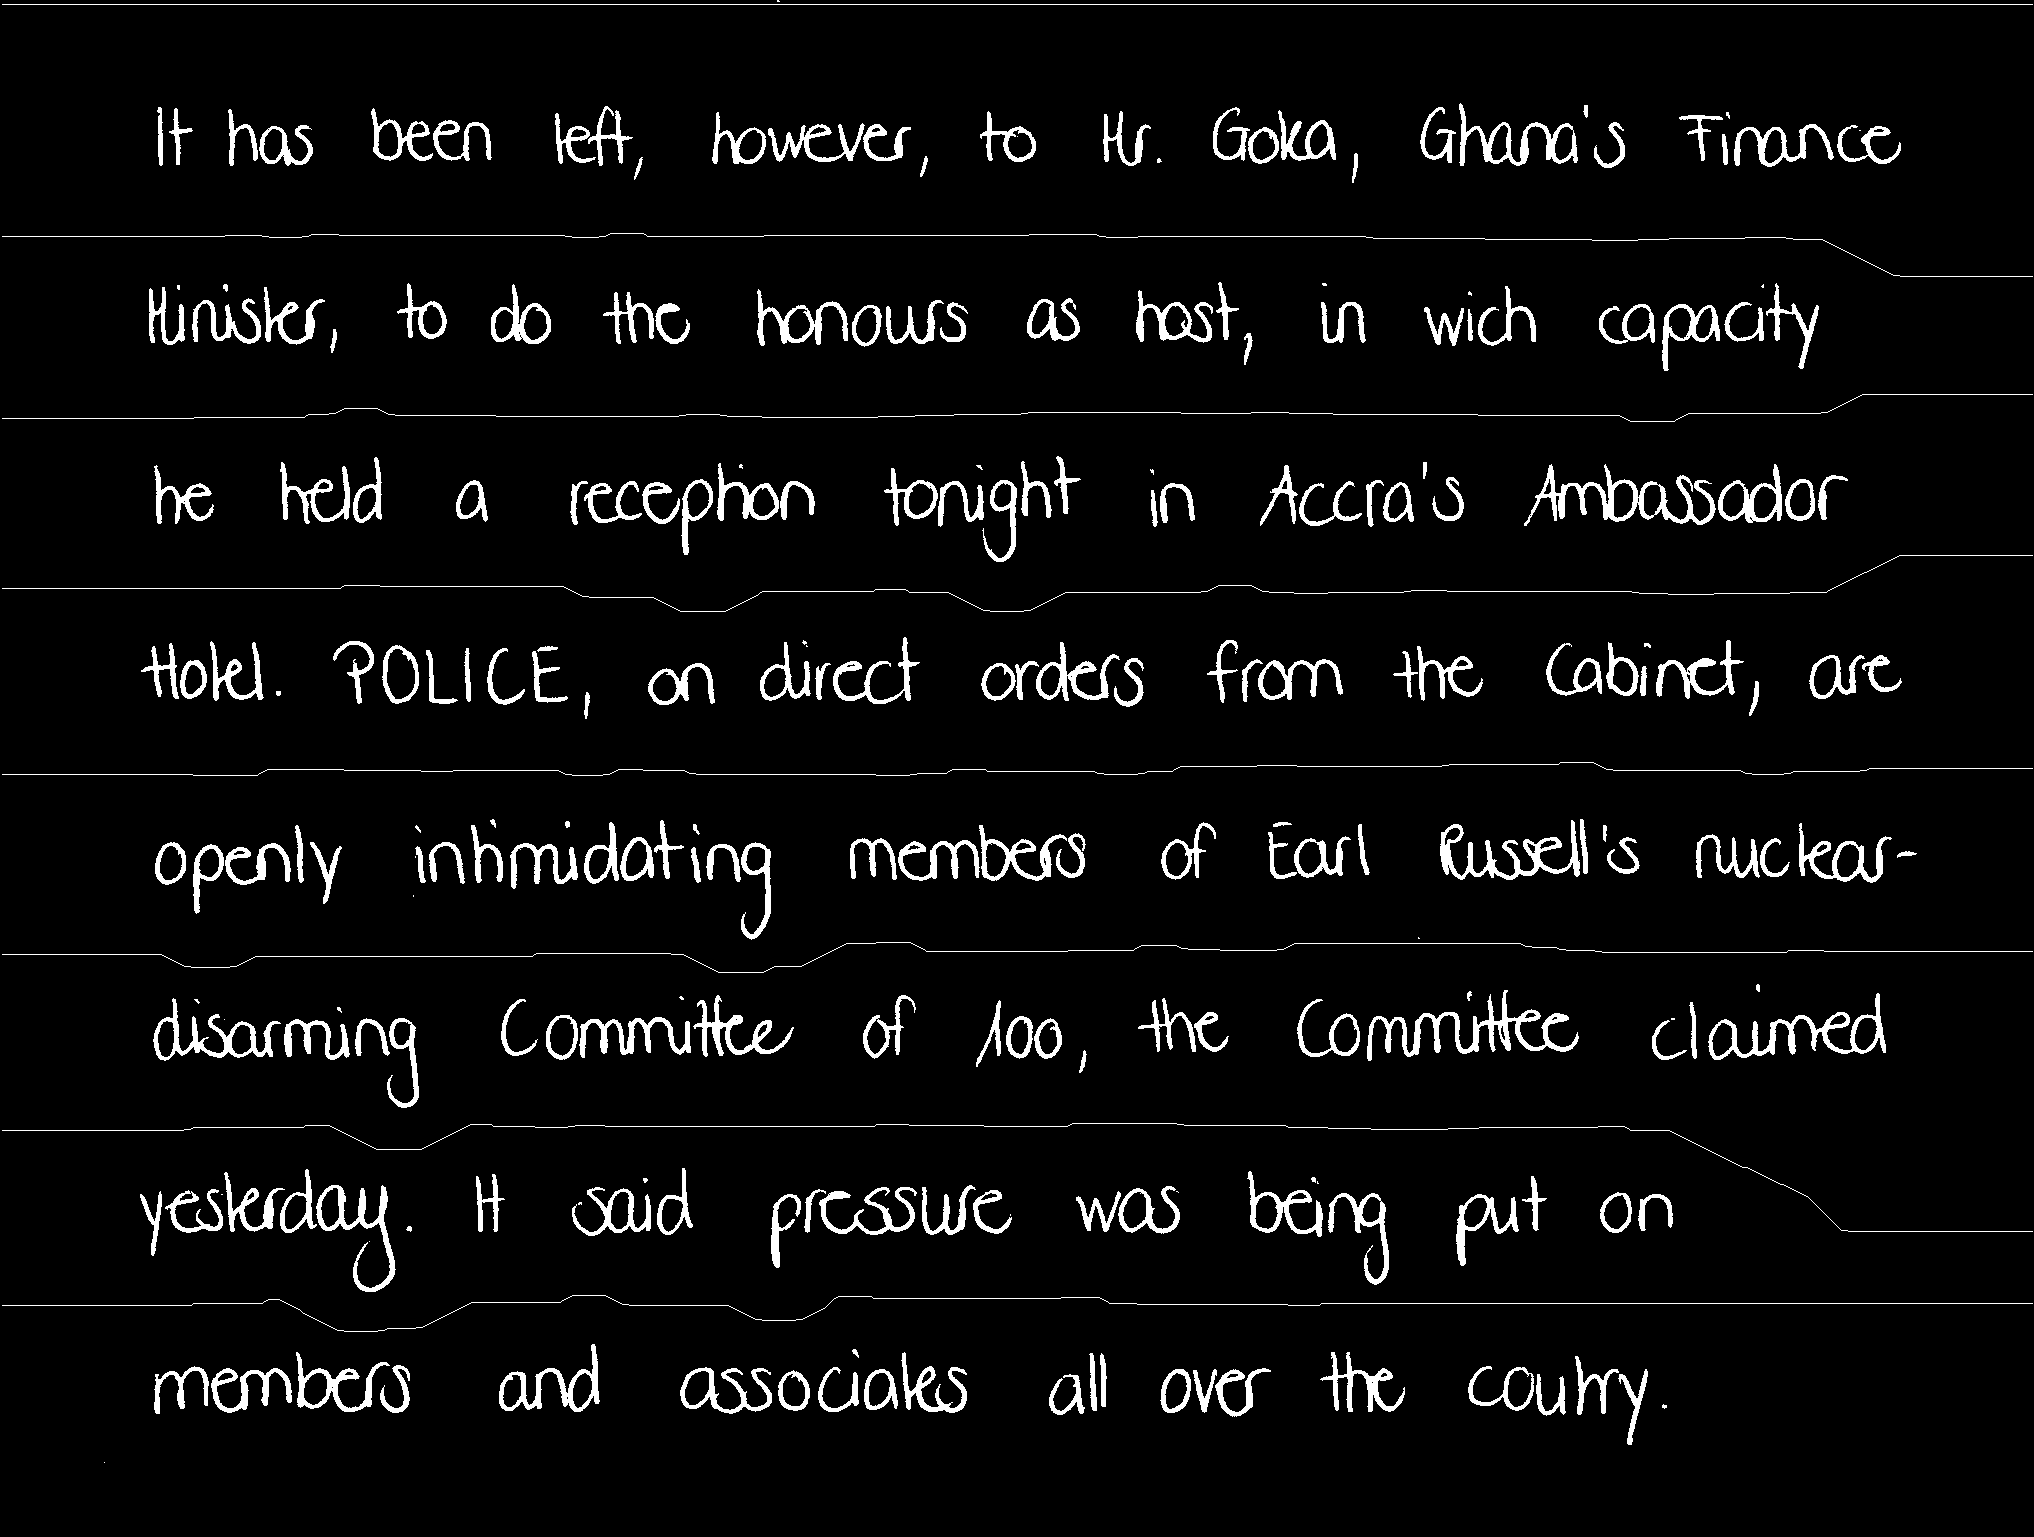 It has been left, however, to Mr. Goka, Ghana's Finance
Minister, to do the honours as host, in wich capacity
he held a reception tonight in Accra's Ambassador
Hotel. POLICE, on direct orders from the Cabinet, are
openly intimidating members of Earl Russell's nuclear-
disarming Committee of 100, the Committee claimed
yesterday. It said pressure was being put on
members and associates all over the coutry.